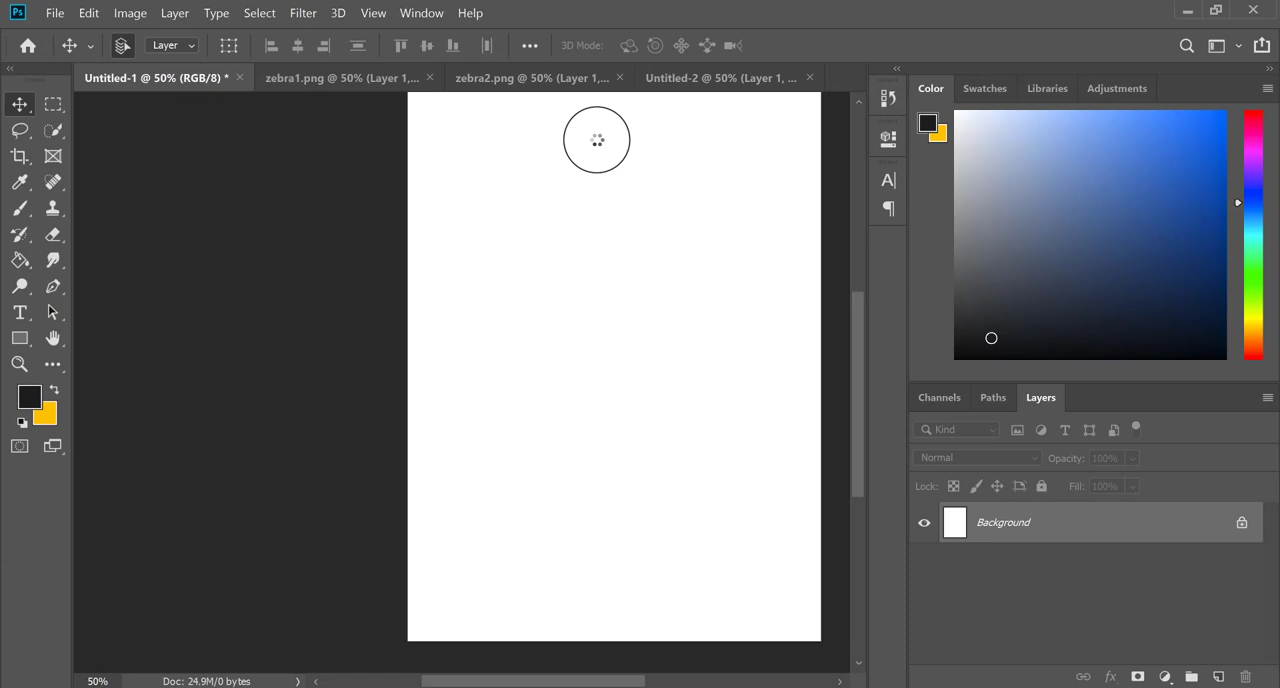 Ps File Edit Image Layer Type Select Filter 3D View Window Help
Layer 3D Mode:
Untitled-1 @ 50% (RGB/8) * zebra1.png @ 50% (Layer 1,... zebra2.png @ 50% (Layer 1,... Untitled-2 @ 50% (Layer 1, ...
Color Swatches Libraries Adjustments
Channels Paths Layers
Kind
Normal Opacity: 100%
Lock: Fill: 100%
Background
50% Doc: 24.9M/0 bytes